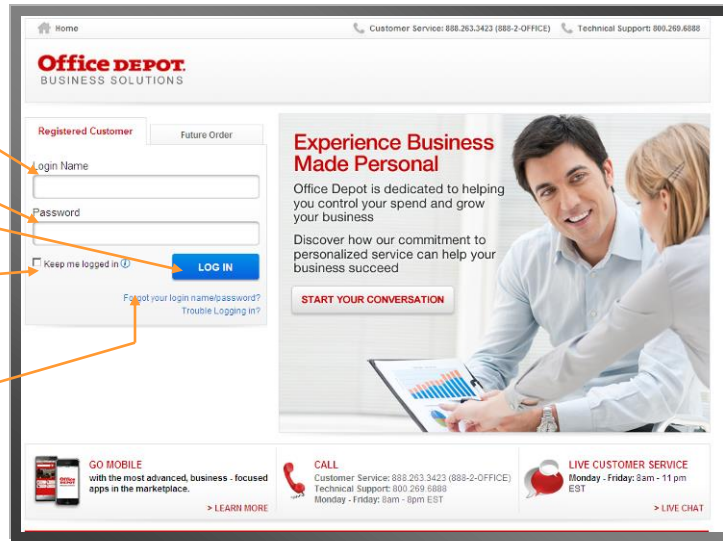 Home
Customer Service: 888.263.3423 (888-2-OFFICE)
Technical Support: 800.269.6888
Office DEPOT.
BUSINESS SOLUTIONS
Registered Customer
Future Order
Login Name
Password
Keep me logged in
LOG IN
Forgot your login name/password?
Trouble Logging in?
Experience Business
Made Personal
Office Depot is dedicated to helping
you control your spend and grow
your business
Discover how our commitment to
personalized service can help your
business succeed
START YOUR CONVERSATION
GO MOBILE
with the most advanced, business - focused
apps in the marketplace.
> LEARN MORE
CALL
Customer Service: 888.263.3423 (888-2-OFFICE)
Technical Support: 800.269.6888
Monday - Friday: 8am - 8pm EST
LIVE CUSTOMER SERVICE
Monday - Friday: 8am - 11 pm
EST
> LIVE CHAT